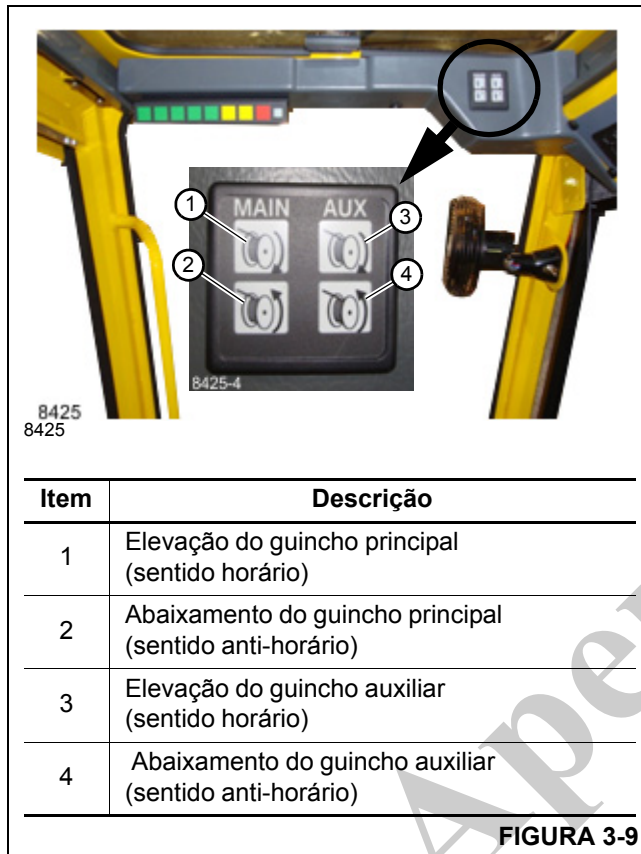 1
MAIN AUX
3
2
4
8425-4
8425
8425
Item Descrição
1 Elevação do guincho principal
(sentido horário)
2 Abaixamento do guincho principal
(sentido anti-horário)
3 Elevação do guincho auxiliar
(sentido horário)
4 Abaixamento do guincho auxiliar
(sentido anti-horário)
FIGURA 3-9